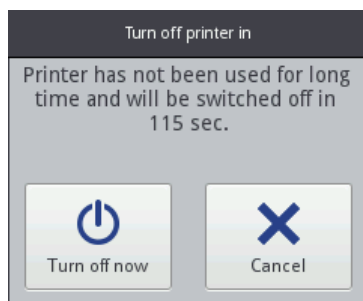 Turn off printer in
Printer has not been used for long
time and will be switched off in
115 sec.
Turn off now
Cancel